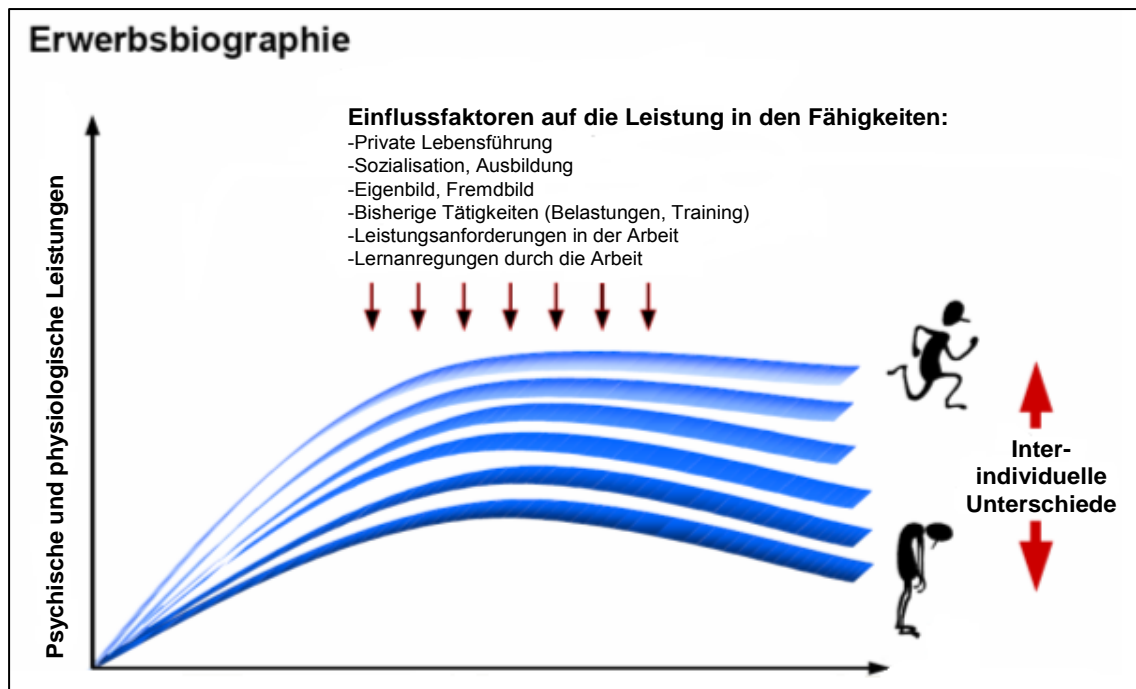 Erwerbsbiographie
Einflussfaktoren auf die Leistung in den Fähigkeiten:
-Private Lebensführung
-Sozialisation, Ausbildung
-Eigenbild, Fremdbild
-Bisherige Tätigkeiten (Belastungen, Training)
-Leistungsanforderungen in der Arbeit
-Lernanregungen durch die Arbeit
Psychische und physiologische Leistungen
Inter-
individuelle
Unterschiede